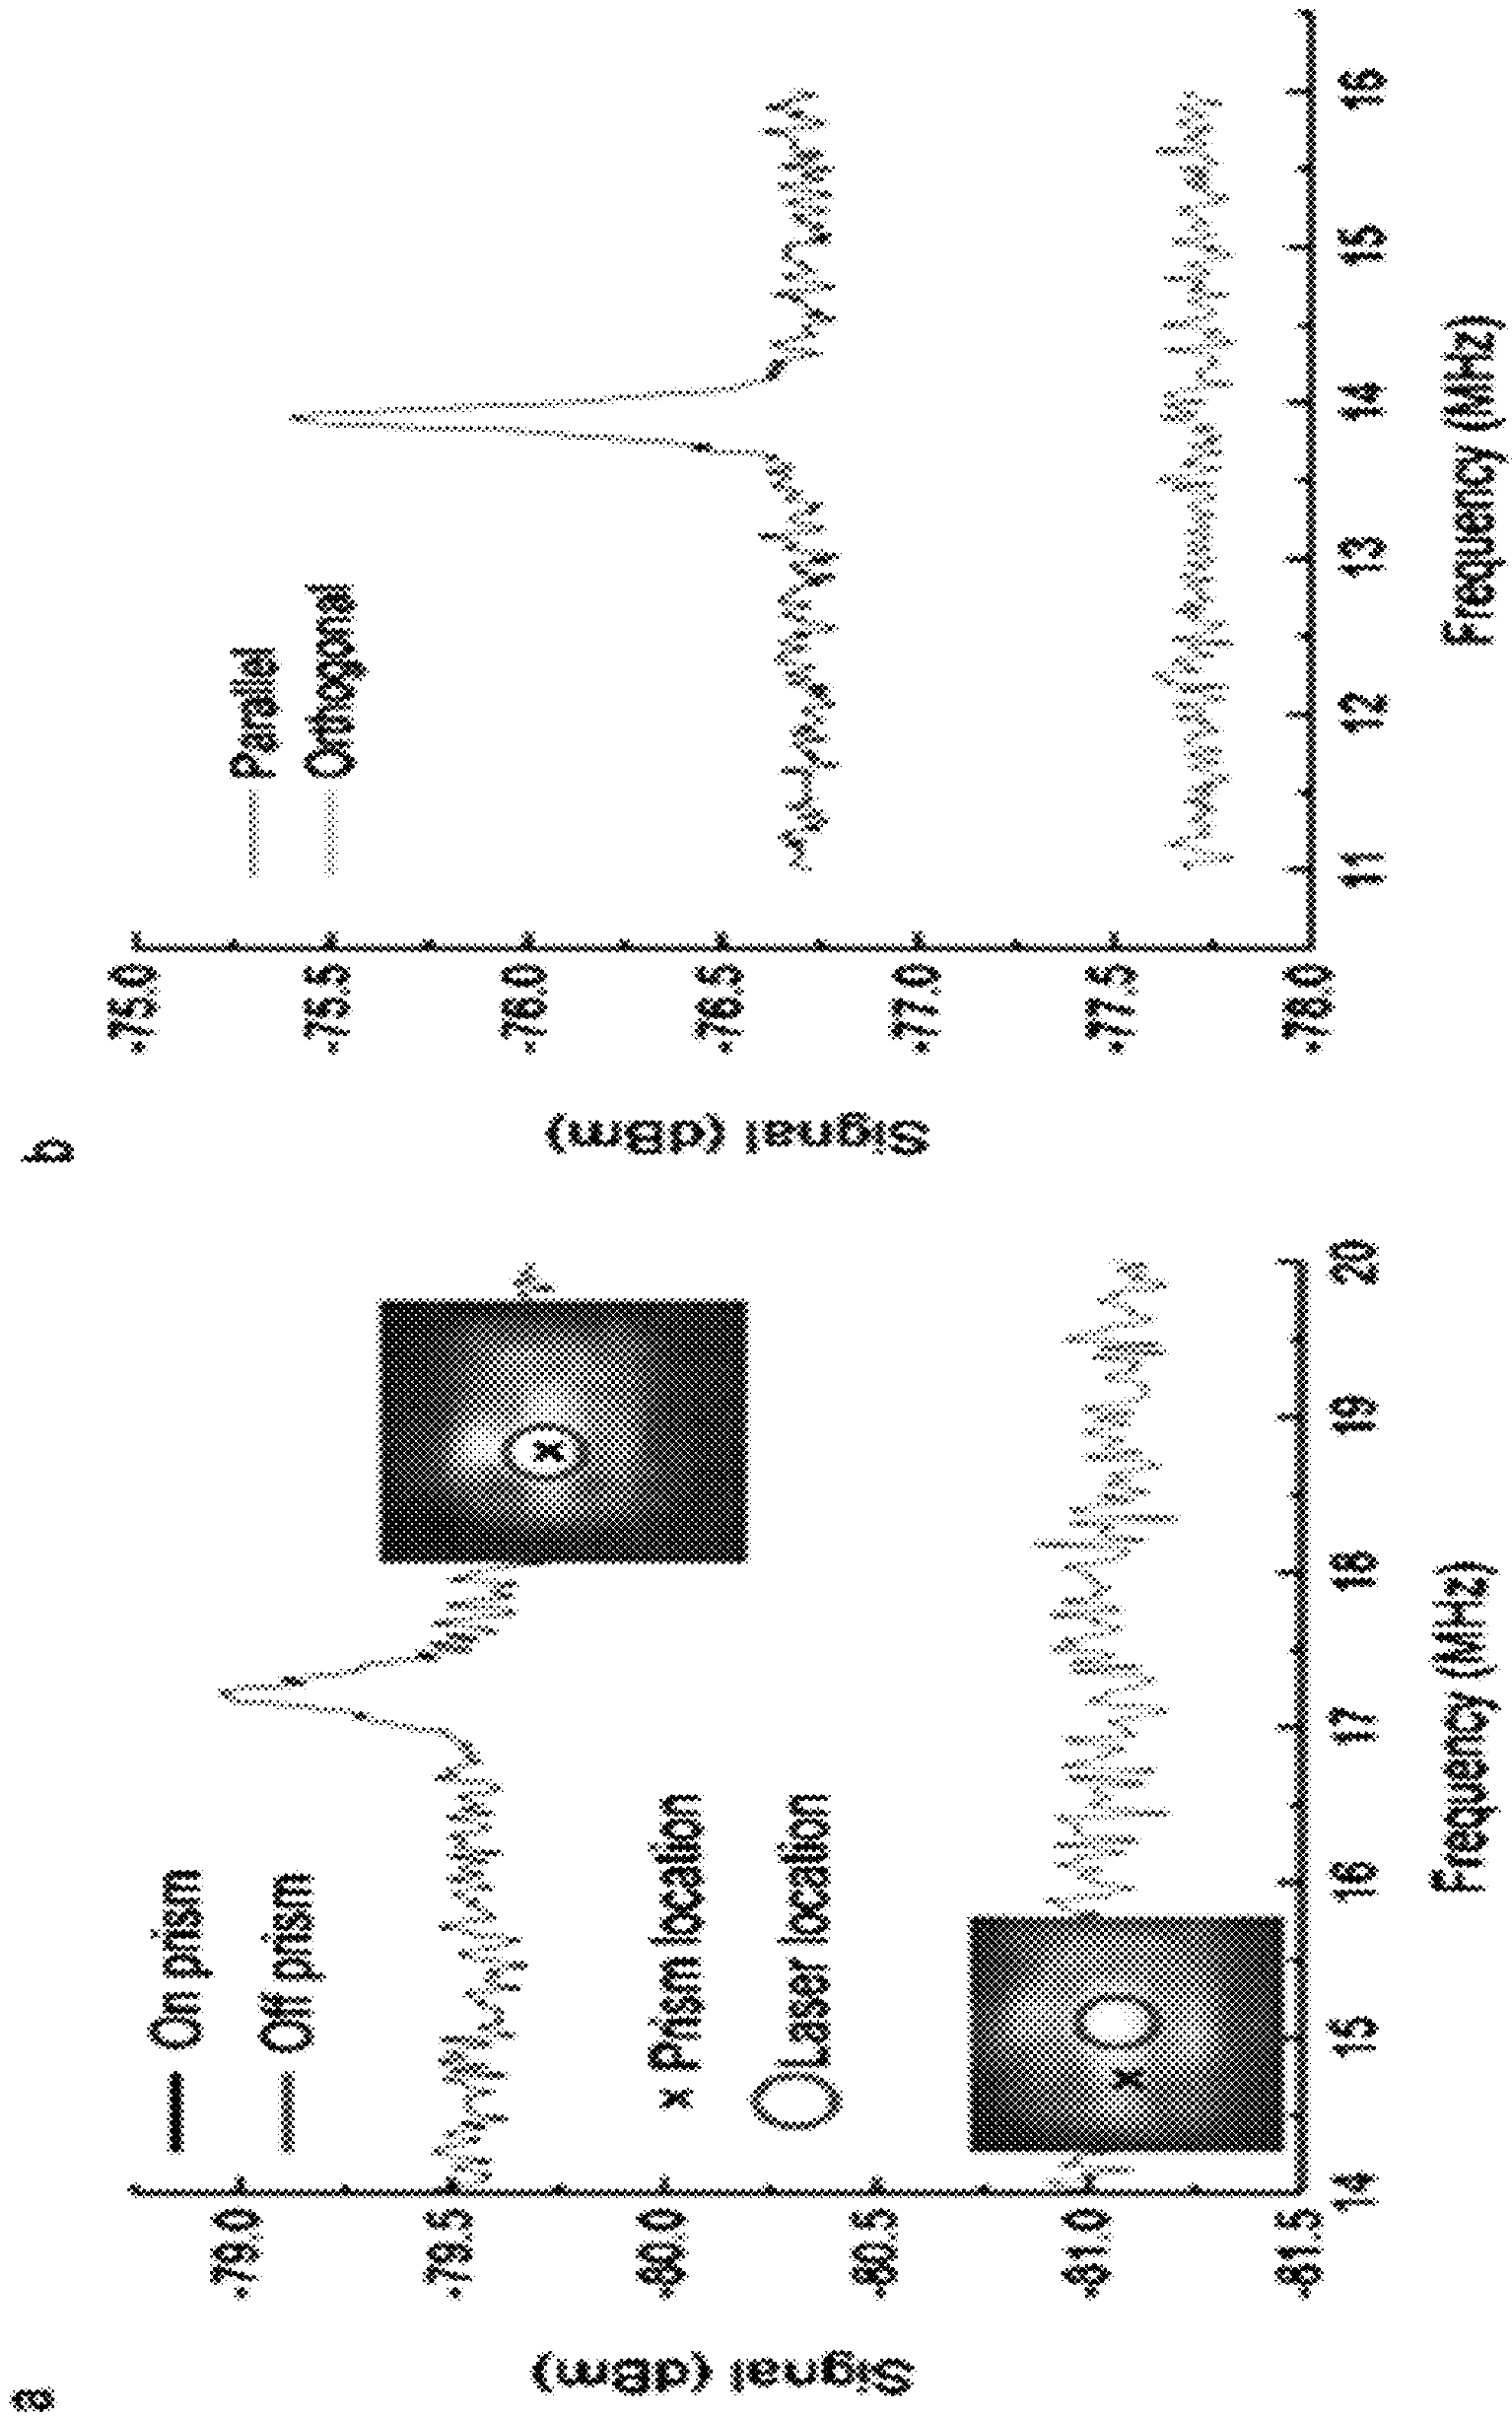 a
Signal (dBm)
-79.0
-79.5
-80.0
-80.5
-81.0
-81.5
On prism
Off prism
x Prism location
Laser location
x
x
14
15
16
17
18
19
20
Frequency (MHz)
b
Signal (dBm)
-75.0
-75.5
-76.0
-76.5
-77.0
-77.5
-78.0
Parallel
Orthogonal
11
12
13
14
15
16
Frequency (MHz)